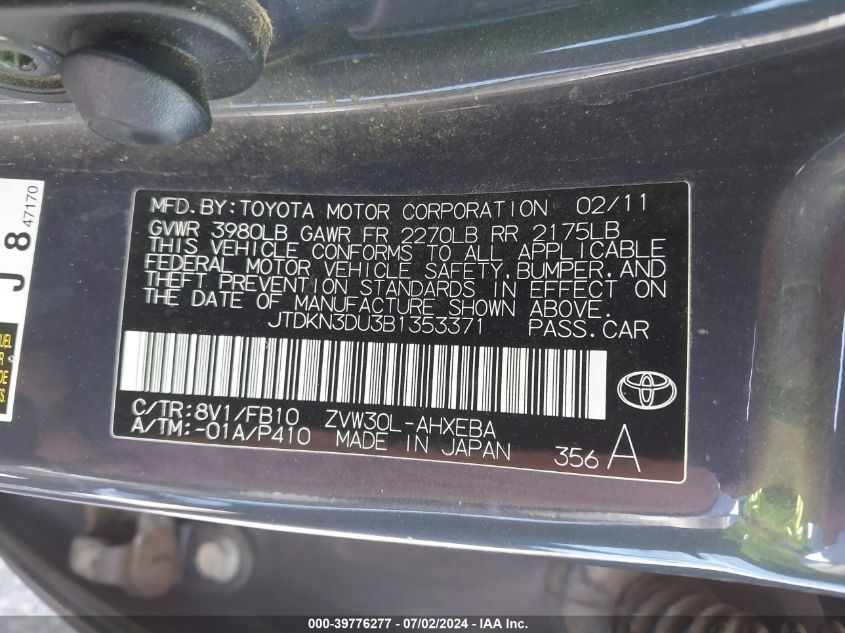 MFD. BY: TOYOTA MOTOR CORPORATION 02/11
GVWR 3980LB GAWR FR 2270LB RR 2175LB
THIS VEHICLE CONFORMS TO ALL APPLICABLE
FEDERAL MOTOR VEHICLE SAFETY, BUMPER, AND
THEFT PREVENTION STANDARDS IN EFFECT ON
THE DATE OF MANUFACTURE SHOWN ABOVE.
JTDKN3DU3B1353371 PASS. CAR
C/TR: 8V1/FB10 ZVW30L-AHXEBA
A/TM: -01A/P410 MADE IN JAPAN 356 A
J 8 47170
000-39776277 - 07/02/2024 - IAA Inc.